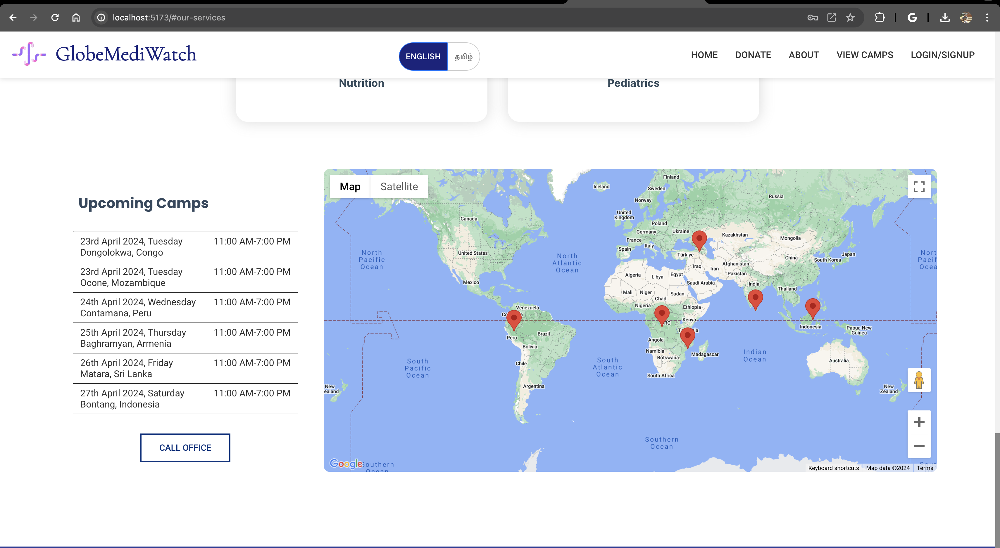 localhost:5173/#our-services
GlobeMediWatch
ENGLISH
தமிழ்
HOME
DONATE
ABOUT
VIEW CAMPS
LOGIN/SIGNUP
Nutrition
Pediatrics
Upcoming Camps
23rd April 2024, Tuesday 11:00 AM-7:00 PM
Dongolokwa, Congo
23rd April 2024, Tuesday 11:00 AM-7:00 PM
Ocone, Mozambique
24th April 2024, Wednesday 11:00 AM-7:00 PM
Contamana, Peru
25th April 2024, Thursday 11:00 AM-7:00 PM
Baghramyan, Armenia
26th April 2024, Friday 11:00 AM-7:00 PM
Matara, Sri Lanka
27th April 2024, Saturday 11:00 AM-7:00 PM
Bontang, Indonesia
CALL OFFICE
Map
Satellite
Finland
Iceland
Sweden
Russia
Norway
United
Kingdom
Canada
Poland
Germany
Ukraine
Kazakhstan
Mongolia
France
Italy
Spain
United States
Türkiye
China
Japan
South Korea
North
Pacific
Ocean
North
Atlantic
Ocean
Nort
Pacif
Ocea
Iraq
Iran
Afghanistan
Pakistan
Algeria
Libya
Egypt
Saudi Arabia
Mexico
India
Thailand
Mali
Niger
Sudan
Chad
Nigeria
Ethiopia
Venezuela
Co
a
RC
Kenya
T
ia
Indonesia
Papua New
Guinea
Brazil
Peru
Angola
Bolivia
Namibia
Botswana
Madagascar
Indian
Ocean
Australia
South
Pacific
Ocean
Chile
South
Atlantic
Ocean
South Africa
New
ealand
Argentina
New
Zealand
Southern
Ocean
Google
Southern
Ocean
Sout
Keyboard shortcuts
Map data ©2024
Terms